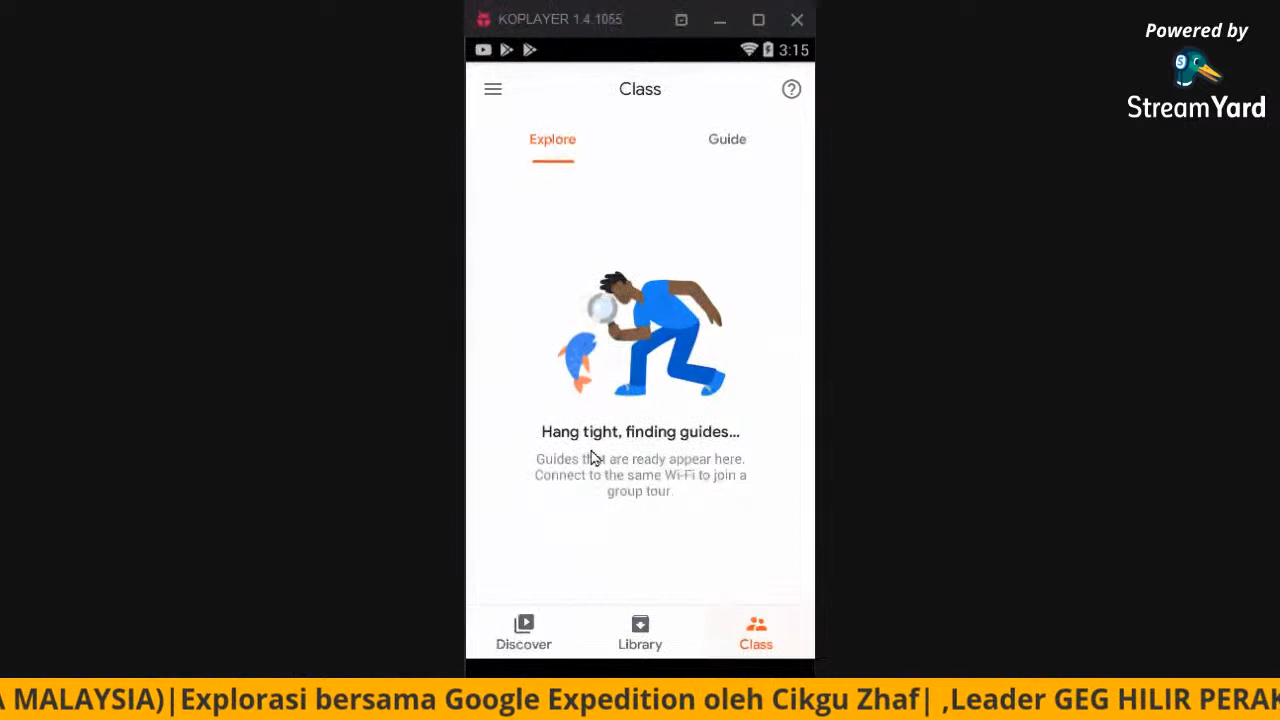 KOPLAYER 1.4.1055
3:15
Powered by
StreamYard
Class
Explore
Guide
Hang tight, finding guides...
Guides that are ready appear here.
Connect to the same Wi-Fi to join a
group tour.
Discover
Library
Class
A MALAYSIA)|Explorasi bersama Google Expedition oleh Cikgu Zhaf| ,Leader GEG HILIR PERAK